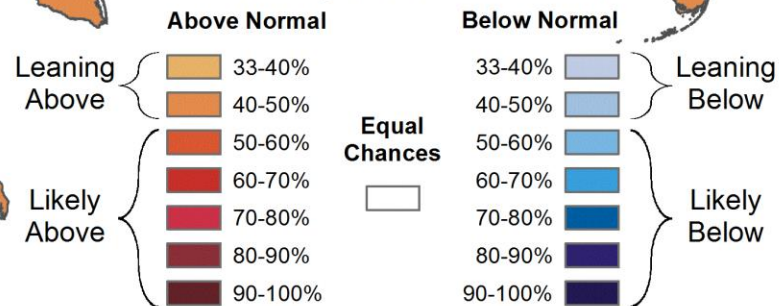 Above Normal
Leaning
Above
33-40%
40-50%
50-60%
60-70%
70-80%
80-90%
90-100%
Likely
Above
Equal
Chances
Below Normal
33-40%
40-50%
50-60%
60-70%
70-80%
80-90%
90-100%
Leaning
Below
Likely
Below